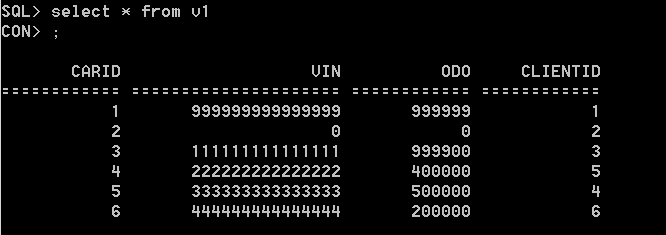 SQL> select * from v1
CON> ;
CARID VIN ODO CLIENTID
============ ===================== ============ ============
1 999999999999999 999999 1
2 0 0 2
3 111111111111111 999900 3
4 222222222222222 400000 5
5 333333333333333 500000 4
6 444444444444444 200000 6